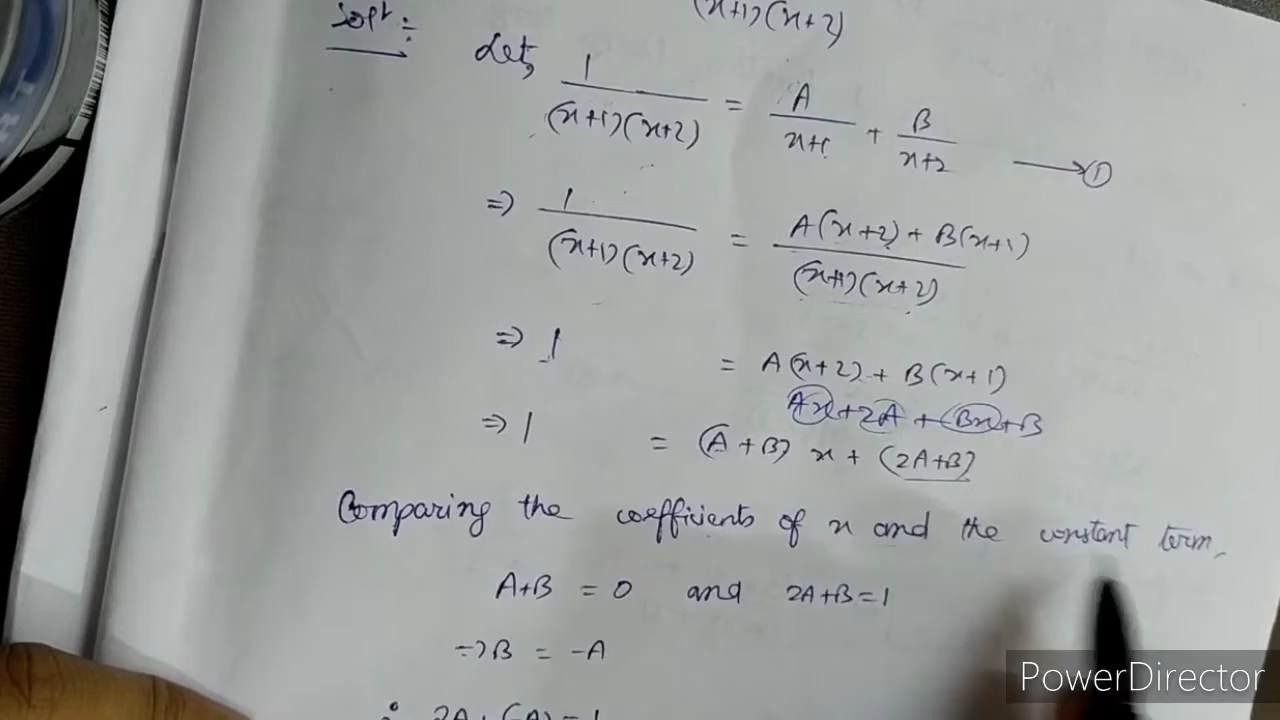 (x+1)(x+2)
Solⁿ :-
Let, 1/((x+1)(x+2)) = A/(x+1) + B/(x+2) ⟶ ①
⇒ 1/((x+1)(x+2)) = (A(x+2) + B(x+1))/((x+1)(x+2))
⇒ 1 = A(x+2) + B(x+1)
Ax+2A + Bx+B
⇒ 1 = (A+B) x + (2A+B)
Comparing the coefficients of x and the constant term,
A+B = 0 and 2A+B=1
⇒ B = -A
∴ 2A+(-A)=1
PowerDirector